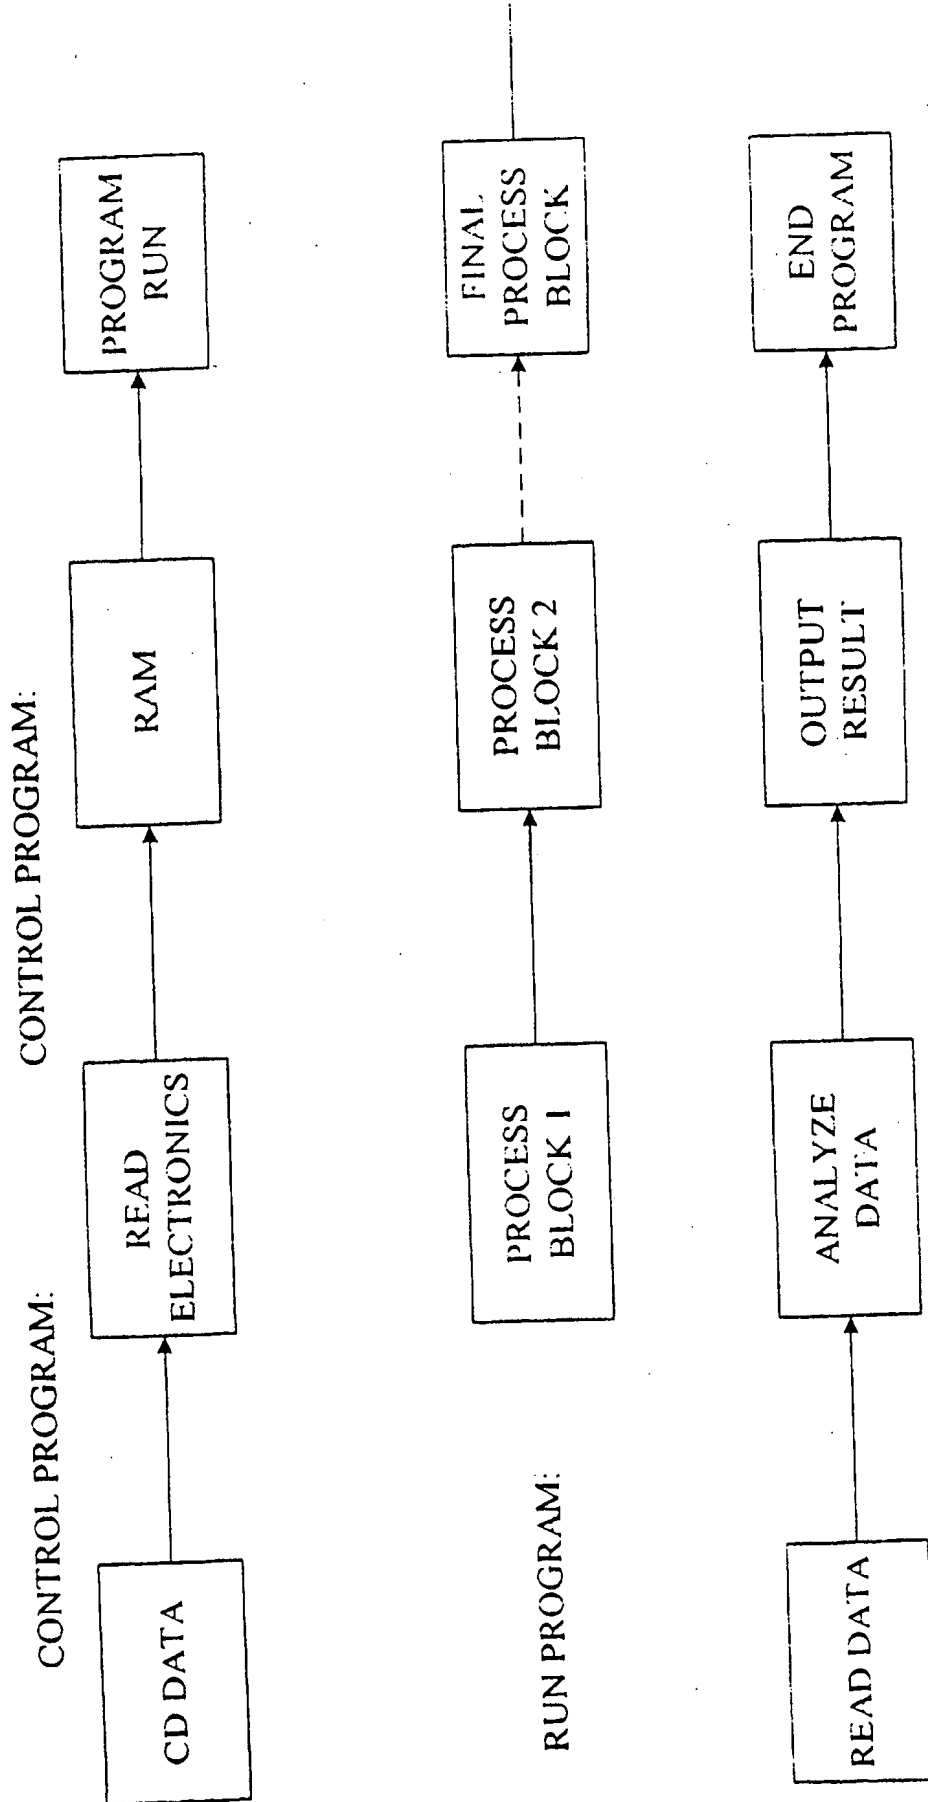 CONTROL PROGRAM:
CONTROL PROGRAM:
CD DATA
READ
ELECTRONICS
RAM
PROGRAM
RUN
RUN PROGRAM:
PROCESS
BLOCK 1
PROCESS
BLOCK 2
FINAL
PROCESS
BLOCK
READ DATA
ANALYZE
DATA
OUTPUT
RESULT
END
PROGRAM